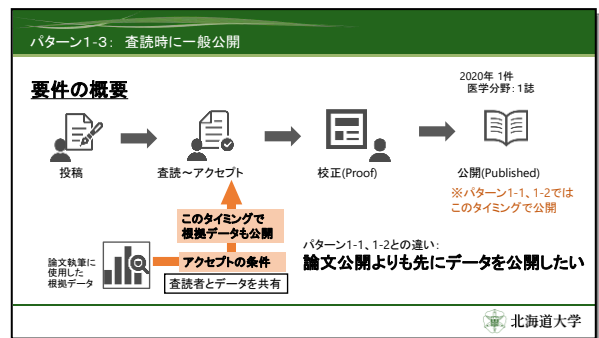 パターン1-3： 査読時に一般公開
要件の概要
2020年 1件
医学分野：1誌
投稿
査読～アクセプト
校正(Proof)
公開(Published)
※パターン1-1、1-2では
このタイミングで公開
このタイミングで
根拠データも公開
論文執筆に
使用した
根拠データ
アクセプトの条件
査読者とデータを共有
パターン1-1、1-2との違い：
論文公開よりも先にデータを公開したい
北海道大学